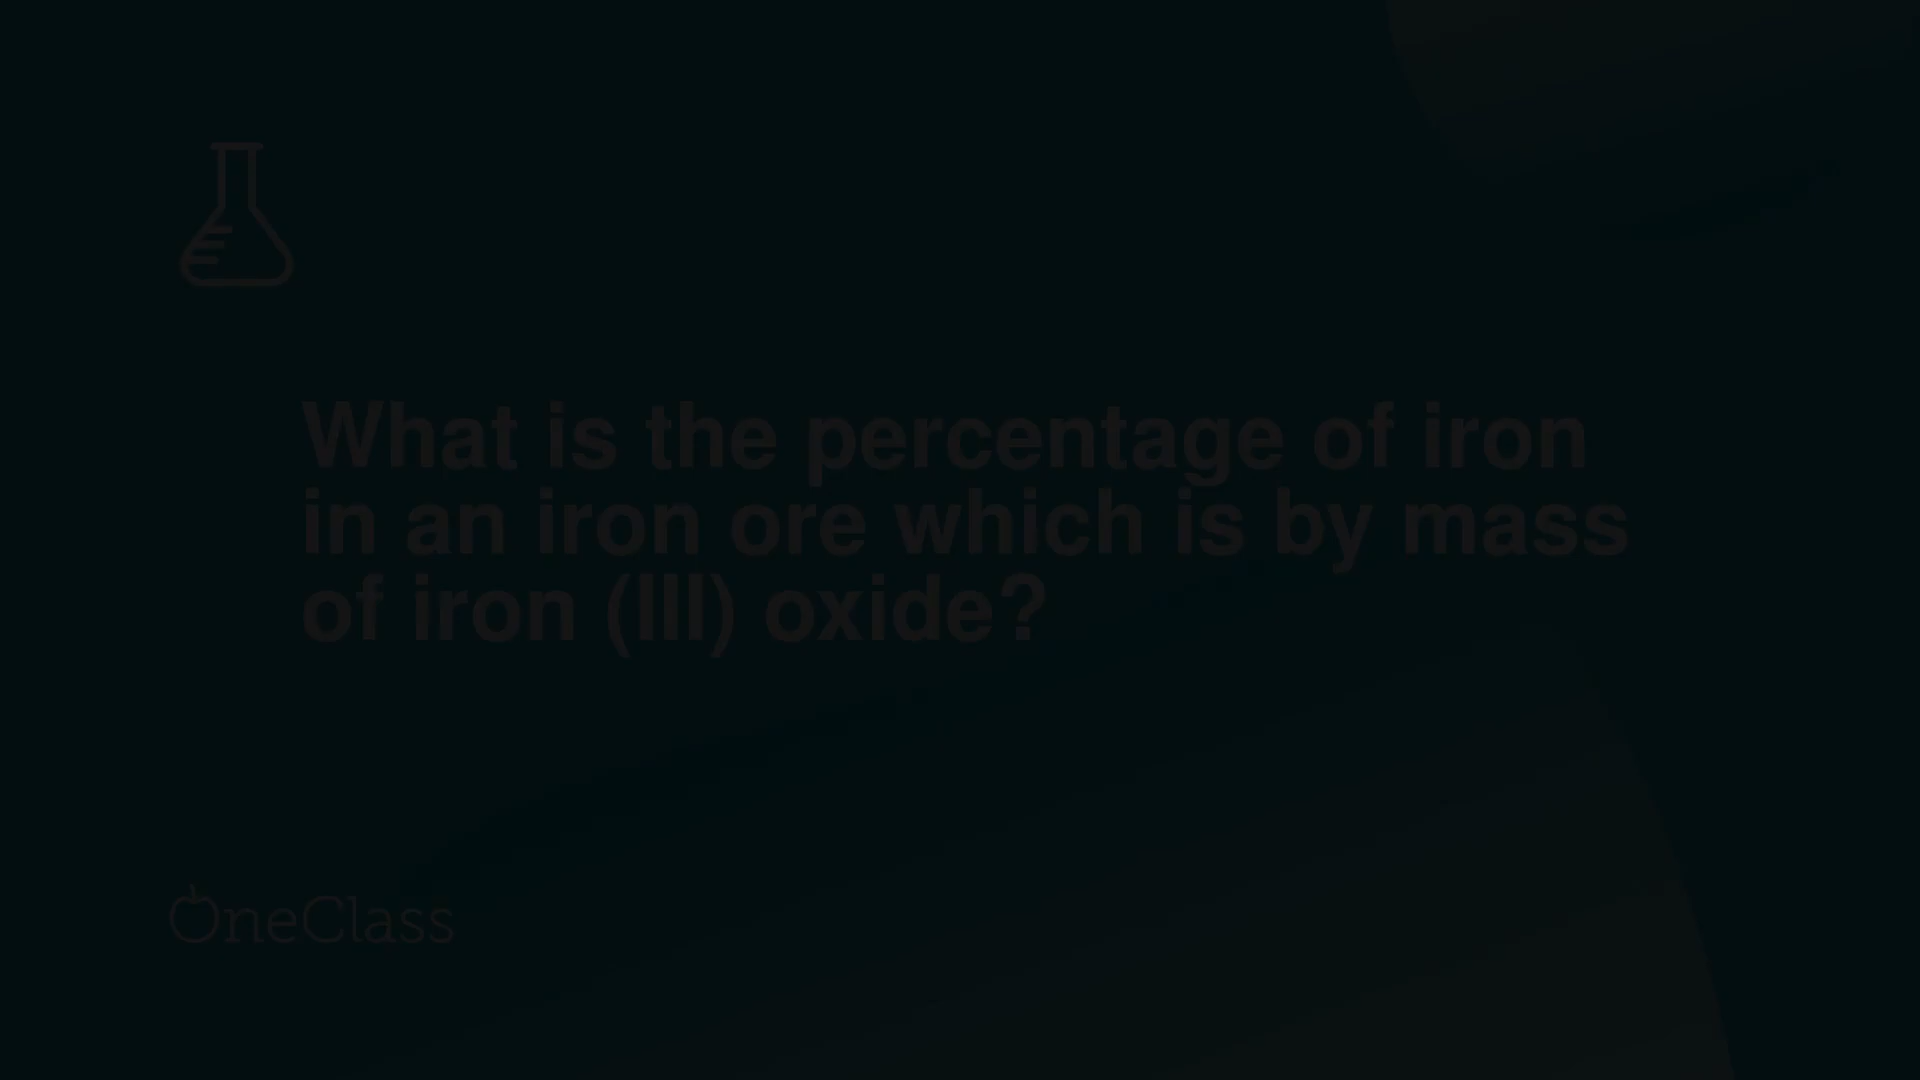 What is the percentage of iron
in an iron ore which is by mass
of iron (III) oxide?
OneClass